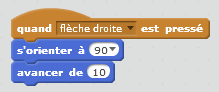 quand flèche droite est pressé
s'orienter à 90
avancer de 10